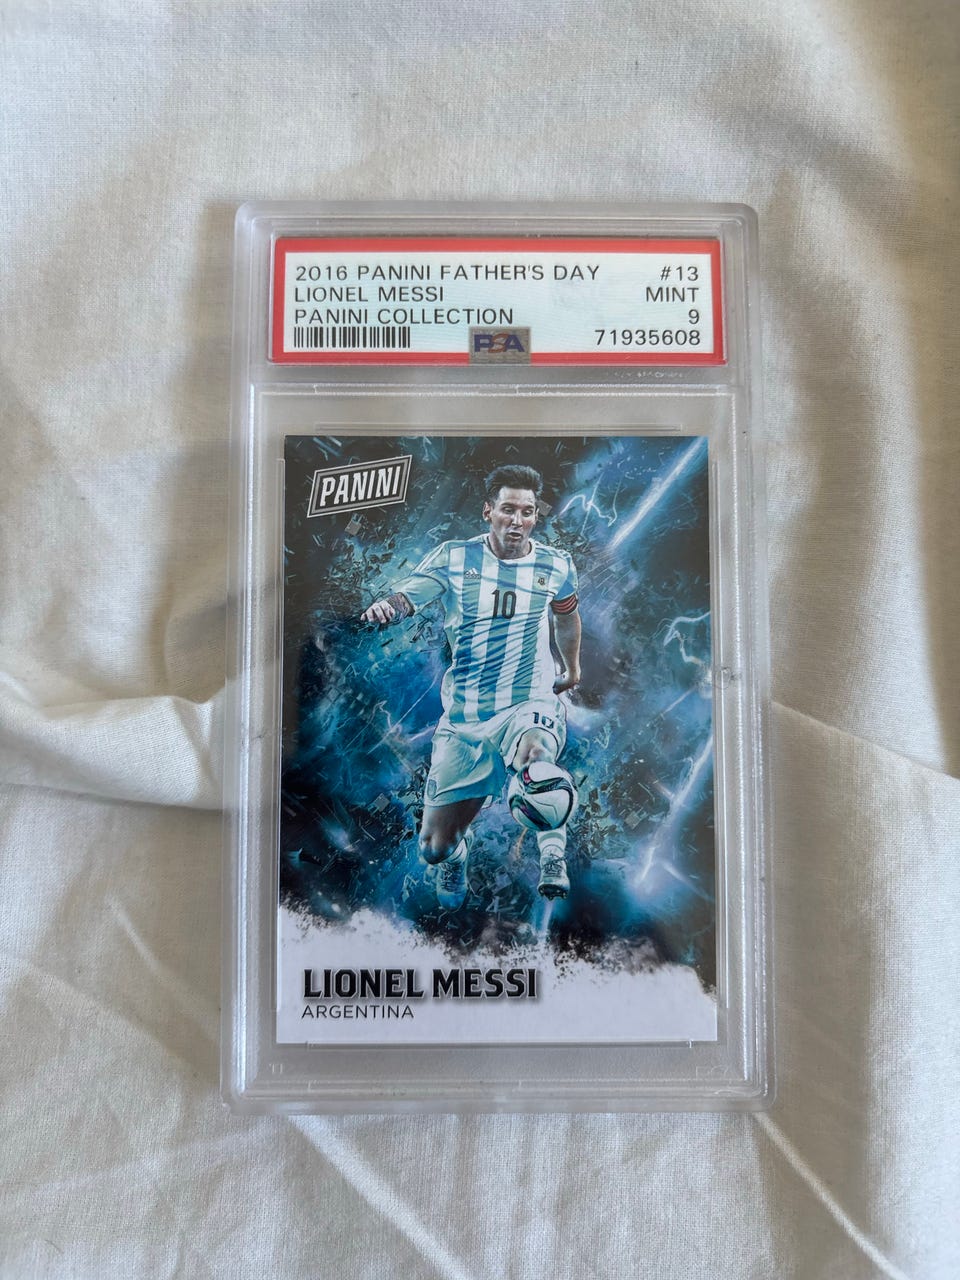 2016 PANINI FATHER'S DAY #13
LIONEL MESSI MINT
PANINI COLLECTION 9
PSA 71935608
PANINI
10
10
LIONEL MESSI
ARGENTINA